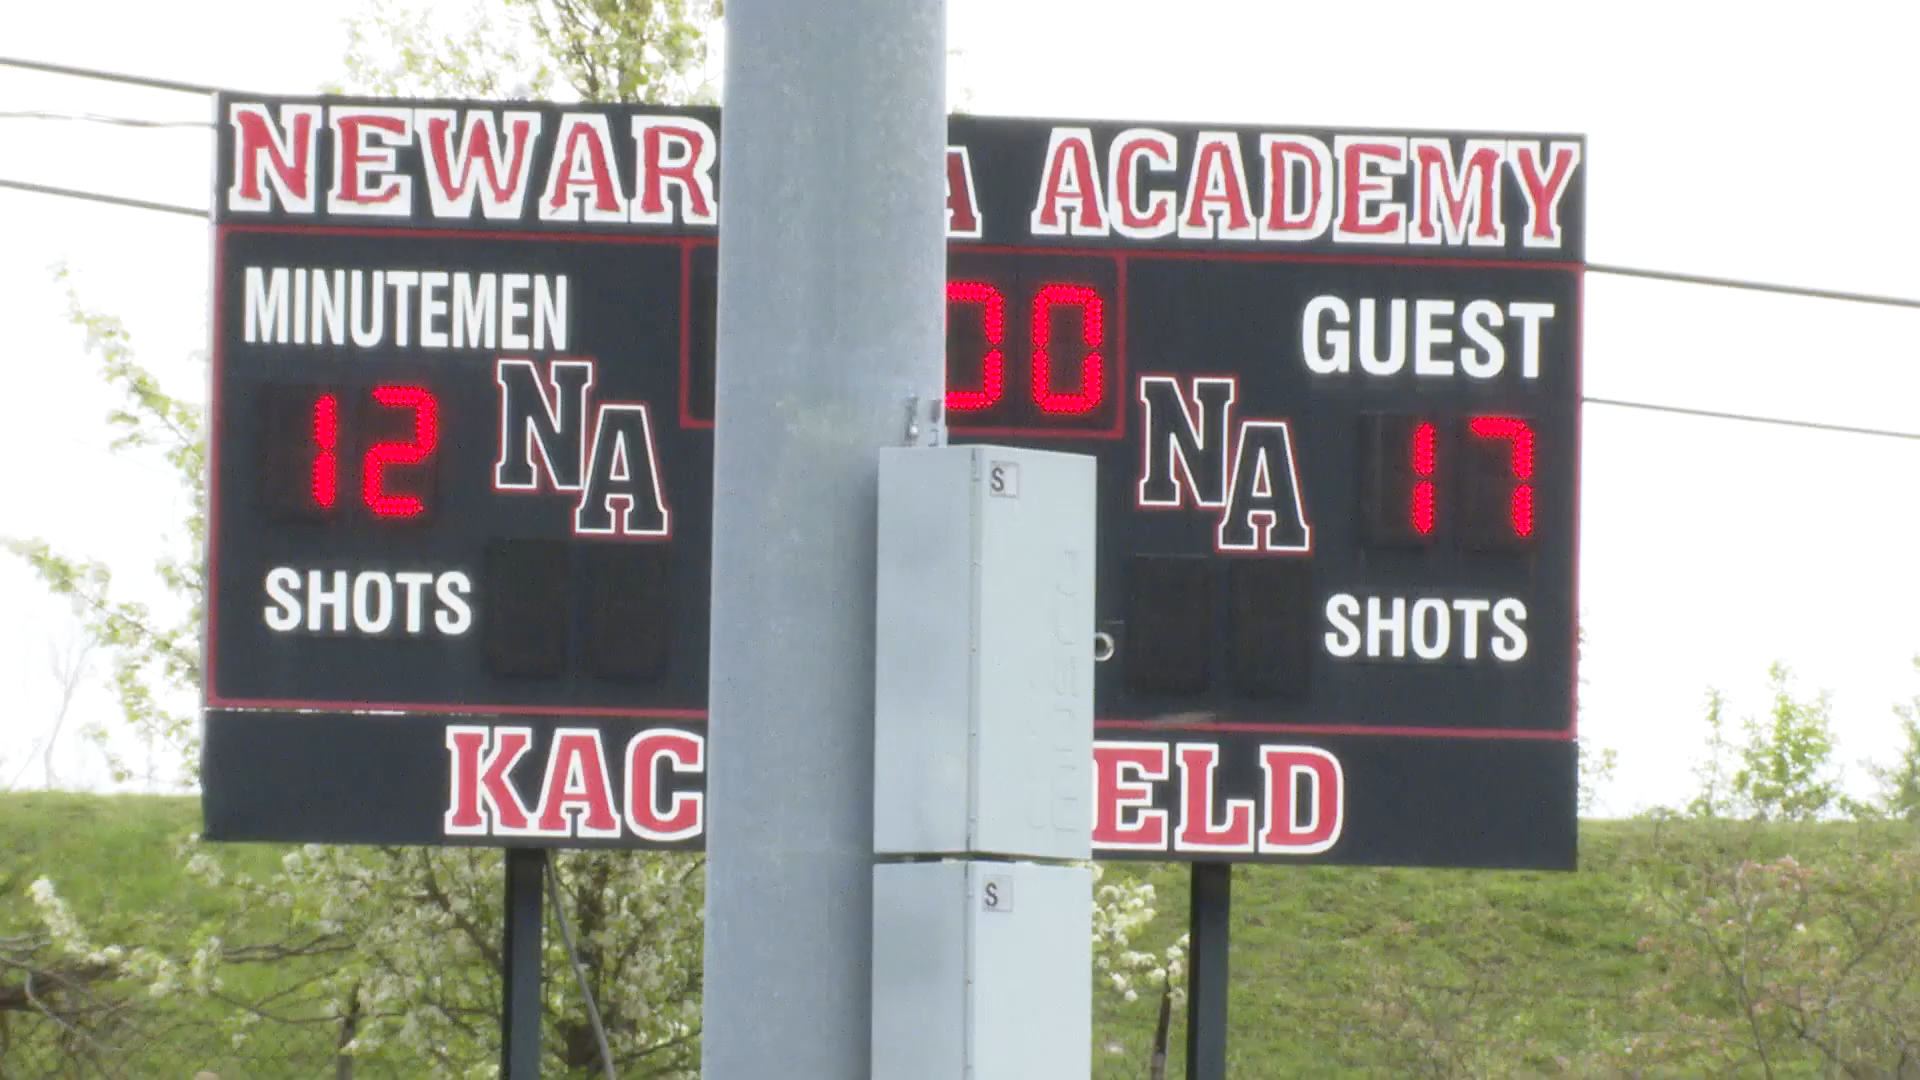 NEWAR ACADEMY
00
MINUTEMEN GUEST
12 NA NA 17
S
SHOTS SHOTS
KAC ELD
S